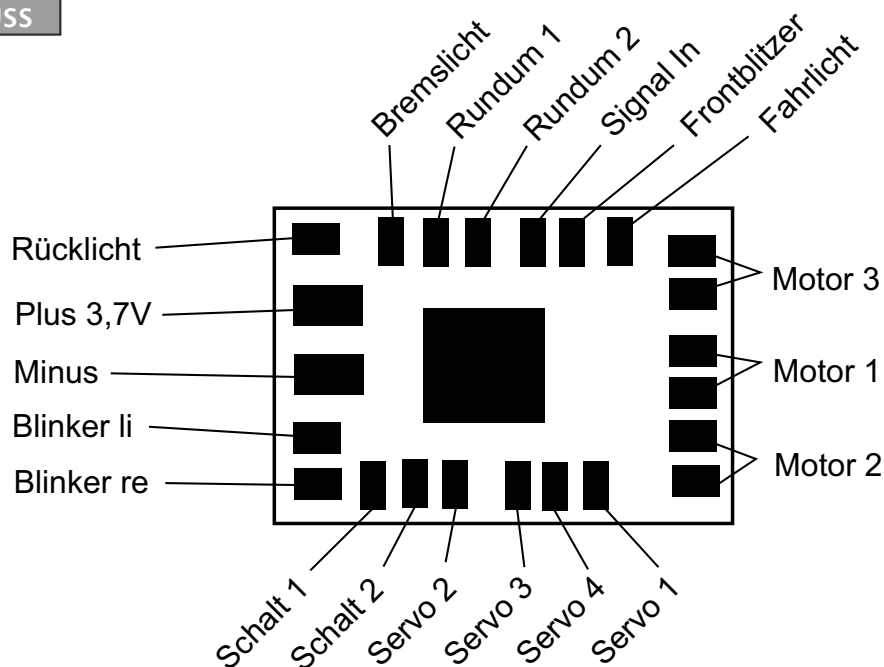 Bremslicht
Rundum 1
Rundum 2
Signal In
Frontblitzer
Fahrlicht
Rücklicht
Plus 3,7V
Minus
Blinker li
Blinker re
Motor 3
Motor 1
Motor 2
Schalt 1
Schalt 2
Servo 2
Servo 3
Servo 4
Servo 1